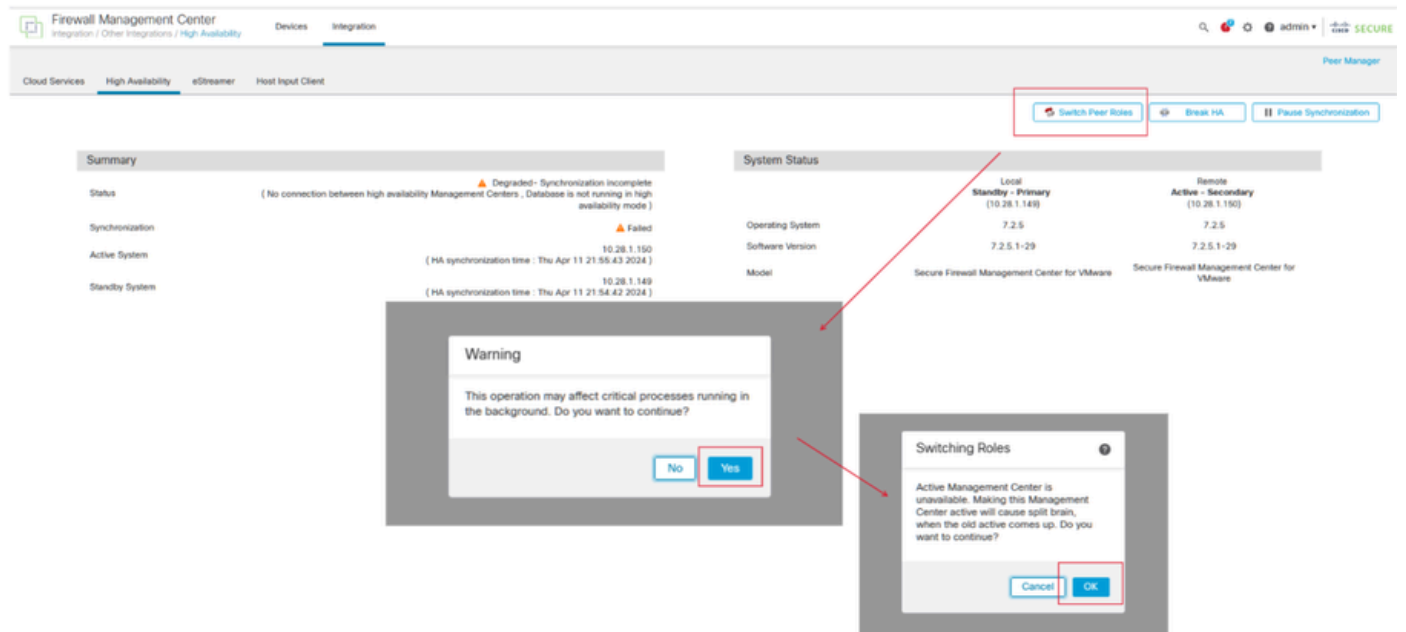 Firewall Management Center
Integration / Other Integrations / High Availability
Devices
Integration
admin
CISCO SECURE
Peer Manager
Cloud Services
High Availability
eStreamer
Host Input Client
Switch Peer Roles
Break HA
Pause Synchronization
Summary
Status
Degraded- Synchronization incomplete
( No connection between high availability Management Centers , Database is not running in high
availability mode )
Synchronization
Failed
Active System
10.28.1.150
( HA synchronization time : Thu Apr 11 21:55:43 2024 )
Standby System
10.28.1.149
( HA synchronization time : Thu Apr 11 21:54:42 2024 )
System Status
Local
Standby - Primary
(10.28.1.149)
Remote
Active - Secondary
(10.28.1.150)
Operating System
7.2.5
7.2.5
Software Version
7.2.5.1-29
7.2.5.1-29
Model
Secure Firewall Management Center for VMware
Secure Firewall Management Center for
VMware
Warning
This operation may affect critical processes running in
the background. Do you want to continue?
No
Yes
Switching Roles
Active Management Center is
unavailable. Making this Management
Center active will cause split brain,
when the old active comes up. Do you
want to continue?
Cancel
OK